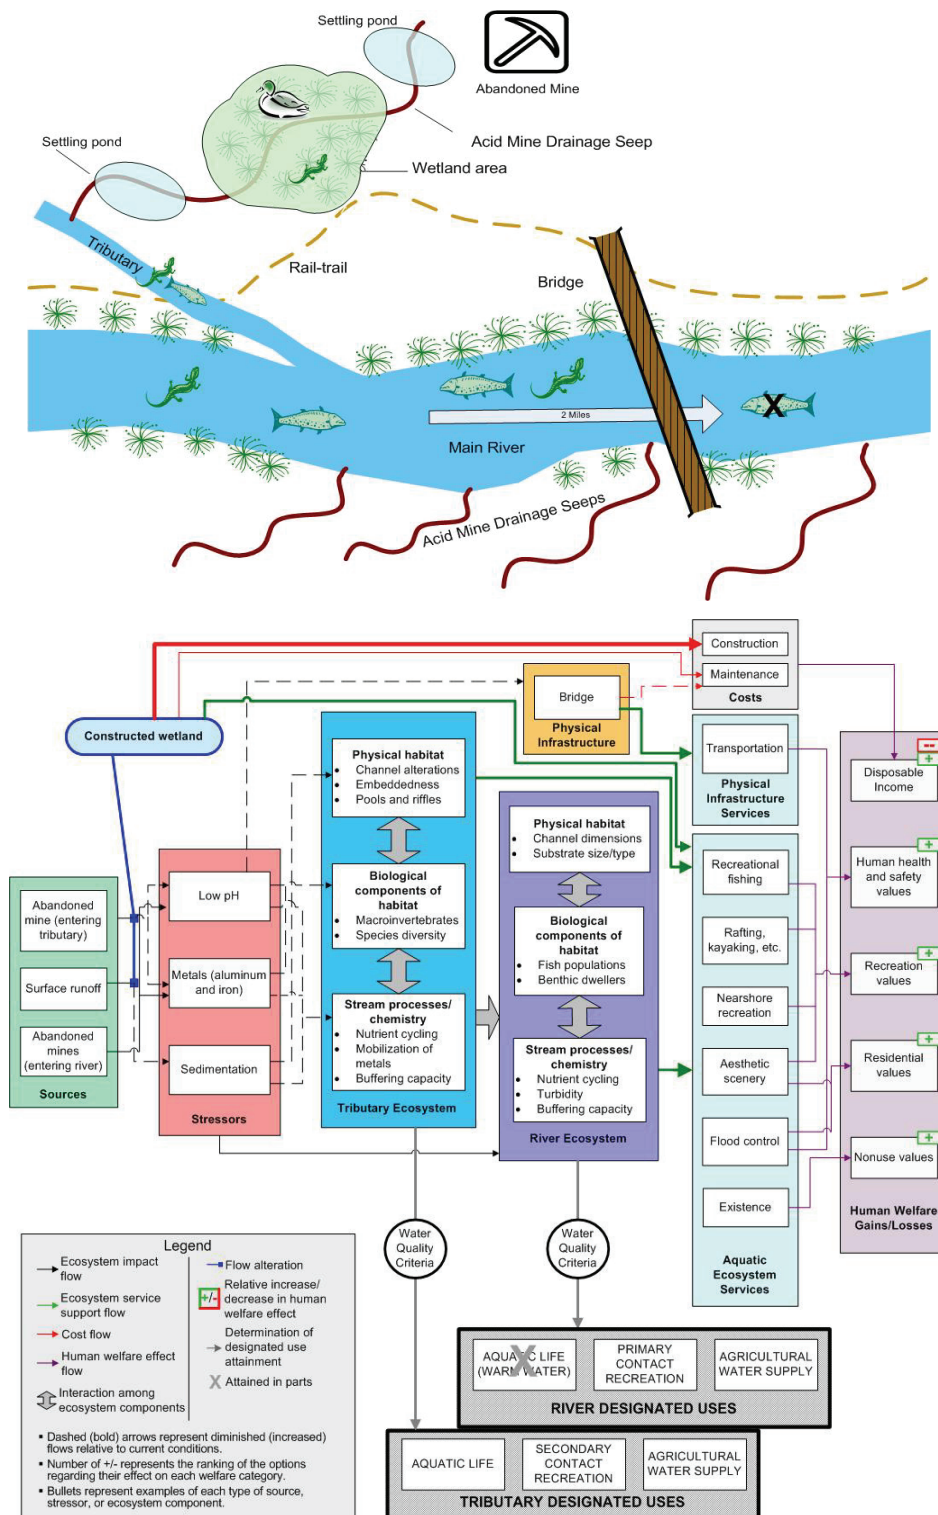 Settling pond
Abandoned Mine
Settling pond
Acid Mine Drainage Seep
Wetland area
Tributary
Rail-trail
Bridge
X
2 Miles
Main River
Acid Mine Drainage Seeps
Construction
Maintenance
Costs
Bridge
Physical
Infrastructure
Constructed wetland
Transportation
Physical
Infrastructure
Services
--
+
Disposable
Income
Physical habitat
• Channel alterations
• Embeddedness
• Pools and riffles
Physical habitat
• Channel dimensions
• Substrate size/type
Recreational
fishing
+
Human health
and safety
values
Low pH
Biological
components of
habitat
• Macroinvertebrates
• Species diversity
Abandoned
mine (entering
tributary)
Biological
components of
habitat
• Fish populations
• Benthic dwellers
Rafting,
kayaking, etc.
+
Recreation
values
Surface runoff
Metals (aluminum
and iron)
Nearshore
recreation
Stream processes/
chemistry
• Nutrient cycling
• Mobilization of
metals
• Buffering capacity
Abandoned
mines
(entering river)
Sources
Sedimentation
Stressors
Tributary Ecosystem
Stream processes/
chemistry
• Nutrient cycling
• Turbidity
• Buffering capacity
River Ecosystem
Aesthetic
scenery
+
Residential
values
Flood control
+
Nonuse values
Existence
Human Welfare
Gains/Losses
Aquatic
Ecosystem
Services
Water
Quality
Criteria
Water
Quality
Criteria
Legend
Ecosystem impact
flow
Ecosystem service
support flow
Cost flow
Human welfare effect
flow
Interaction among
ecosystem components
Flow alteration
+/-
Relative increase/
decrease in human
welfare effect
Determination of
designated use
attainment
X Attained in parts
▪ Dashed (bold) arrows represent diminished (increased)
flows relative to current conditions.
▪ Number of +/- represents the ranking of the options
regarding their effect on each welfare category.
▪ Bullets represent examples of each type of source,
stressor, or ecosystem component.
AQUATIC LIFE
(WARM WATER)
X
PRIMARY
CONTACT
RECREATION
AGRICULTURAL
WATER SUPPLY
RIVER DESIGNATED USES
AQUATIC LIFE
SECONDARY
CONTACT
RECREATION
AGRICULTURAL
WATER SUPPLY
TRIBUTARY DESIGNATED USES